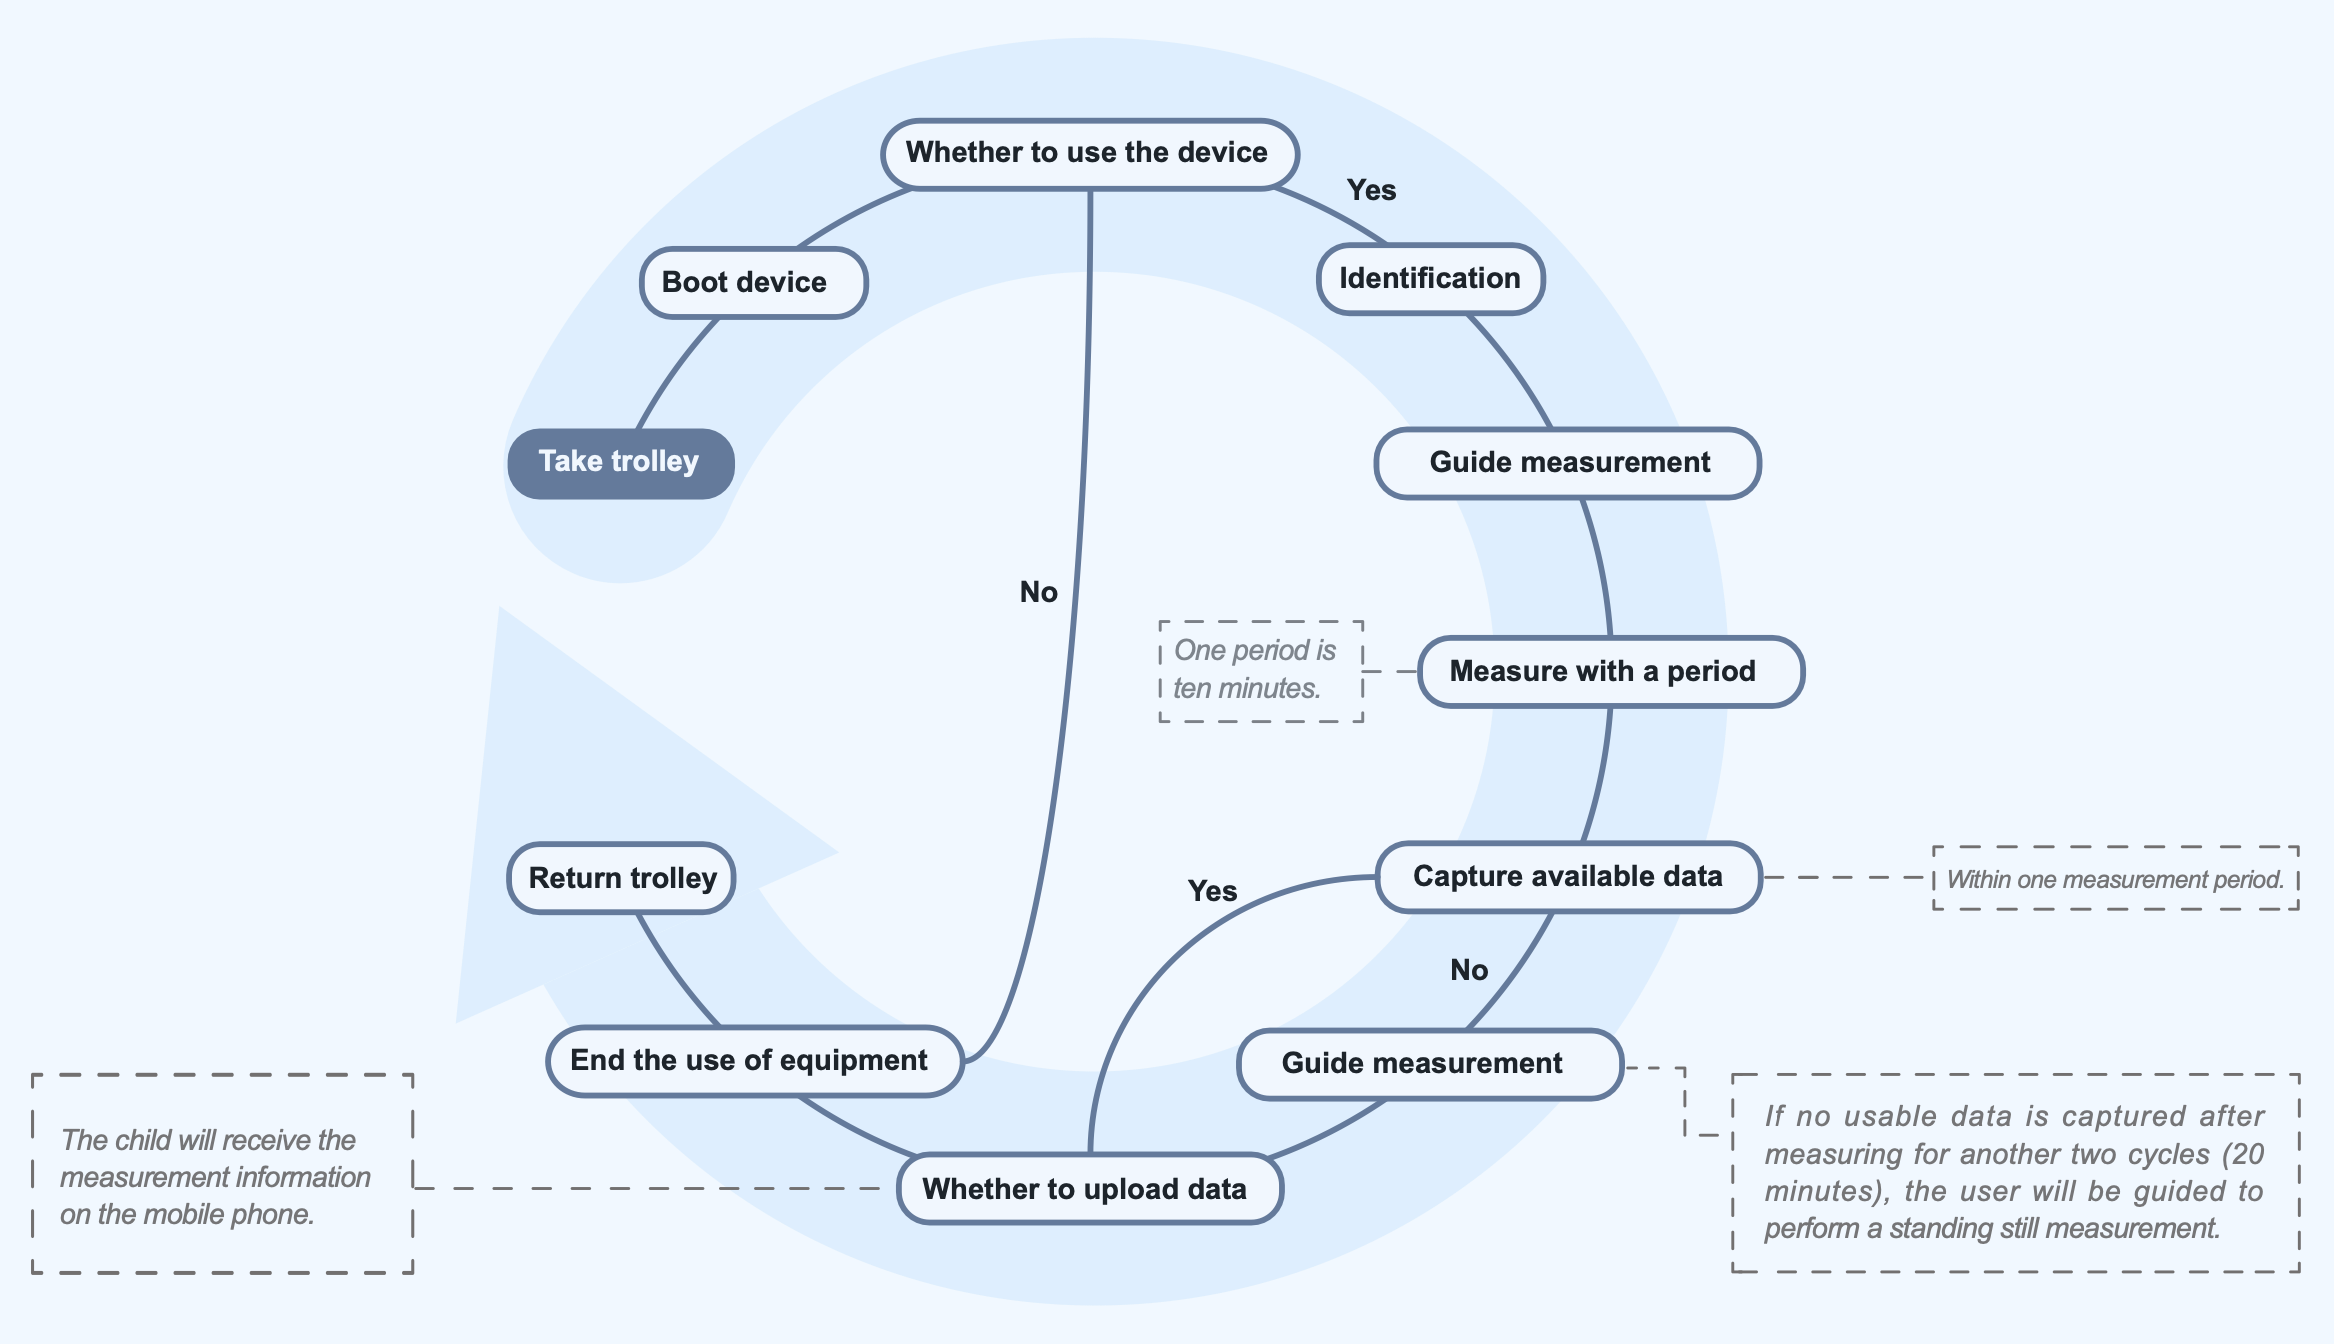 Whether to use the device
Yes
Boot device
Identification
Take trolley
Guide measurement
No
One period is
ten minutes.
Measure with a period
Return trolley
Yes
Capture available data
Within one measurement period.
No
End the use of equipment
Guide measurement
The child will receive the
measurement information
on the mobile phone.
Whether to upload data
If no usable data is captured after
measuring for another two cycles (20
minutes), the user will be guided to
perform a standing still measurement.